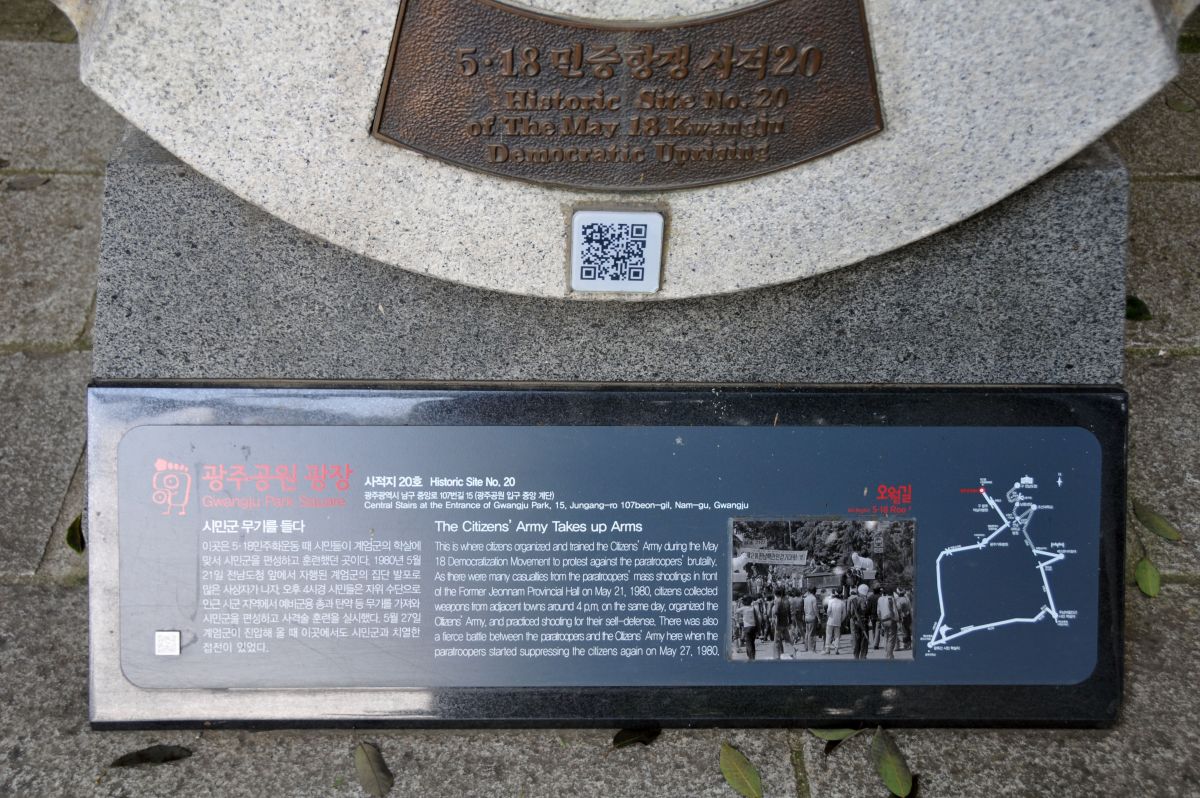 5·18 민중항쟁 사적20
Historic Site No. 20
of The May 18 Kwangju
Democratic Uprising
광주공원 광장
Gwangju Park Square
사적지 20호 Historic Site No. 20
광주광역시 남구 중앙로 107번길 15 (광주공원 입구 중앙 계단)
Central Stairs at the Entrance of Gwangju Park, 15, Jungang-ro 107beon-gil, Nam-gu, Gwangju
시민군 무기를 들다
이곳은 5·18민주화운동 때 시민들이 계엄군의 학살에
맞서 시민군을 편성하고 훈련했던 곳이다. 1980년 5월
21일 전남도청 앞에서 자행된 계엄군의 집단 발포로
많은 사상자가 나자, 오후 4시경 시민들은 자위 수단으로
인근 시군 지역에서 예비군용 총과 탄약 등 무기를 가져와
시민군을 편성하고 사격술 훈련을 실시했다. 5월 27일
계엄군이 진압해 올 때 이곳에서도 시민군과 치열한
접전이 있었다.
The Citizens' Army Takes up Arms
This is where citizens organized and trained the Citizens' Army during the May
18 Democratization Movement to protest against the paratroopers' brutality.
As there were many casualties from the paratroopers' mass shootings in front
of the Former Jeonnam Provincial Hall on May 21, 1980, citizens collected
weapons from adjacent towns around 4 p.m. on the same day, organized the
Citizens' Army, and practiced shooting for their self-defense. There was also
a fierce battle between the paratroopers and the Citizens' Army here when the
paratroopers started suppressing the citizens again on May 27, 1980.
오월길
5·18 Road